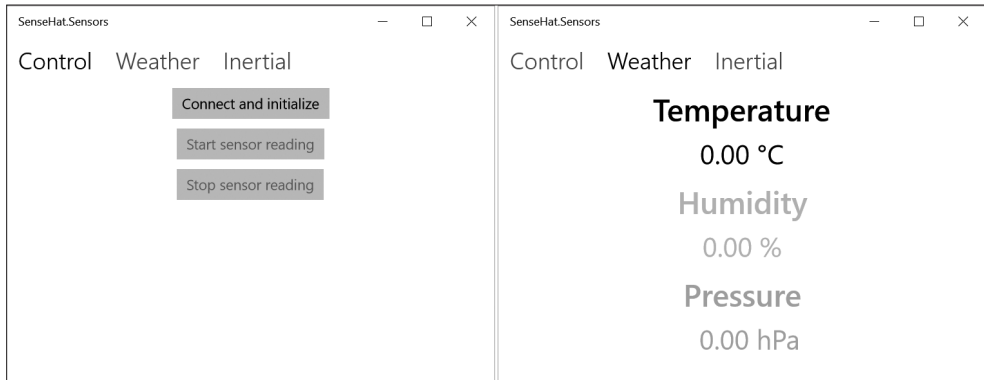 SenseHat.Sensors
Control Weather Inertial
Connect and initialize
Start sensor reading
Stop sensor reading
SenseHat.Sensors
Control Weather Inertial
Temperature
0.00 °C
Humidity
0.00 %
Pressure
0.00 hPa